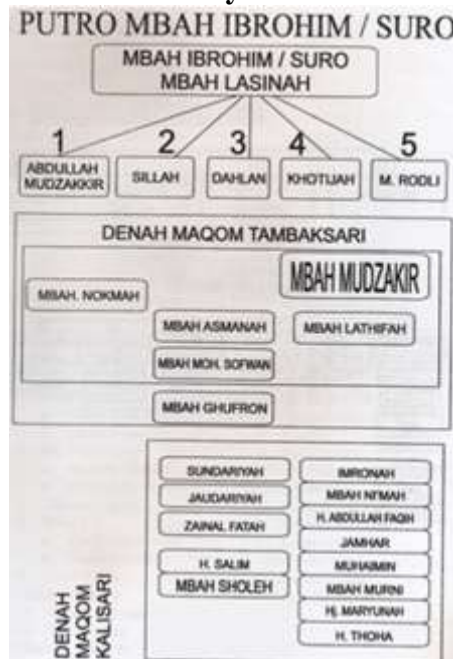 PUTRO MBAH IBROHIM / SURO
MBAH IBROHIM / SURO
MBAH LASINAH
1 2 3 4 5
ABDULLAH
MUDZAKKIR
SILLAH
DAHLAN
KHOTIJAH
M. RODLI
DENAH MAQOM TAMBAKSARI
MBAH MUDZAKIR
MBAH. NOKMAH
MBAH ASMANAH
MBAH LATHIFAH
MBAH MOH. SOFWAN
MBAH GHUFRON
SUNDARIYAH
JAUDARIYAH
ZAINAL FATAH
H. SALIM
MBAH SHOLEH
IMRONAH
MBAH NI'MAH
H. ABDULLAH FAQIH
JAMHAR
MUHAIMIN
MBAH MURNI
Hj. MARYUNAH
H. THOHA
DENAH
MAQOM
KALISARI